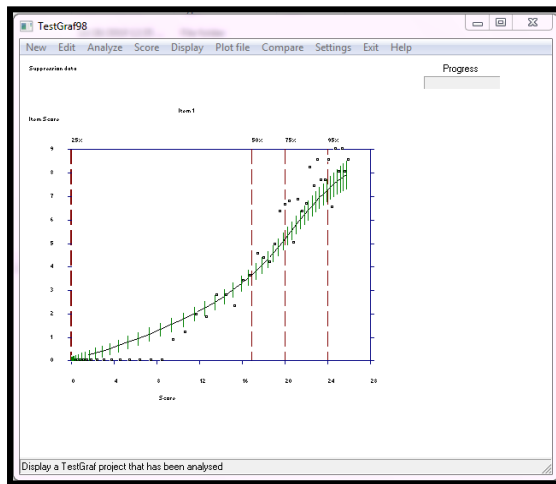 TestGraf98
New Edit Analyze Score Display Plot file Compare Settings Exit Help
Suppression data
Progress
Item 1
Item Score
25% 50% 75% 95%
9
8
7
6
5
4
3
2
1
0
0 4 8 12 16 20 24 28
Score
Display a TestGraf project that has been analysed